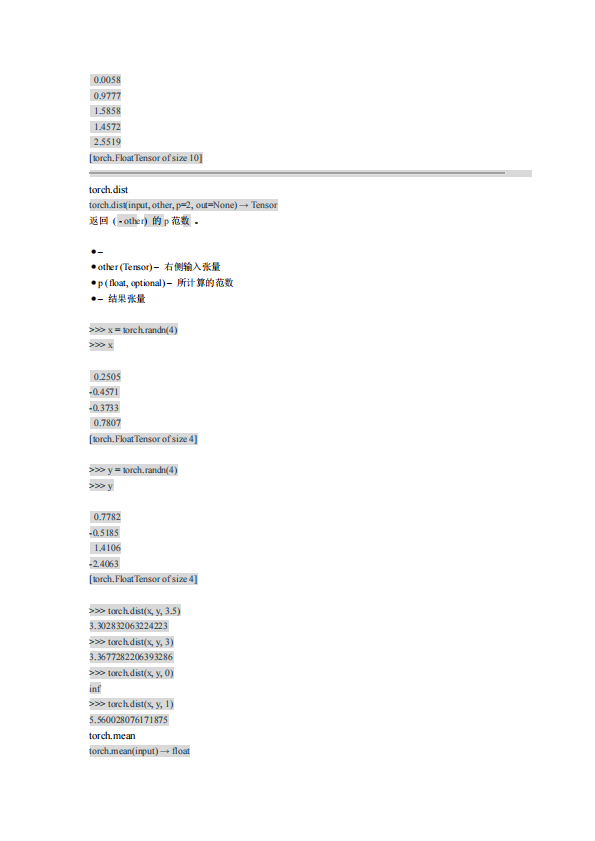 0.0058
0.9777
1.5858
1.4572
2.5519
[torch.FloatTensor of size 10]
torch.dist
torch.dist(input, other, p=2, out=None) → Tensor
返回 ( - other) 的 p 范数 。
● –
● other (Tensor) – 右侧输入张量
● p (float, optional) – 所计算的范数
● – 结果张量
>>> x = torch.randn(4)
>>> x
0.2505
-0.4571
-0.3733
0.7807
[torch.FloatTensor of size 4]
>>> y = torch.randn(4)
>>> y
0.7782
-0.5185
1.4106
-2.4063
[torch.FloatTensor of size 4]
>>> torch.dist(x, y, 3.5)
3.302832063224223
>>> torch.dist(x, y, 3)
3.3677282206393286
>>> torch.dist(x, y, 0)
inf
>>> torch.dist(x, y, 1)
5.560028076171875
torch.mean
torch.mean(input) → float